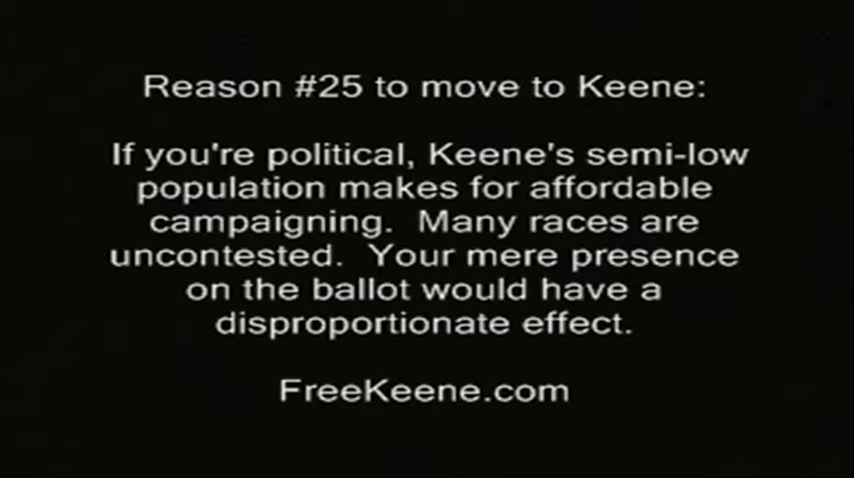 Reason #25 to move to Keene:
If you're political, Keene's semi-low
population makes for affordable
campaigning.  Many races are
uncontested.  Your mere presence
on the ballot would have a
disproportionate effect.
FreeKeene.com